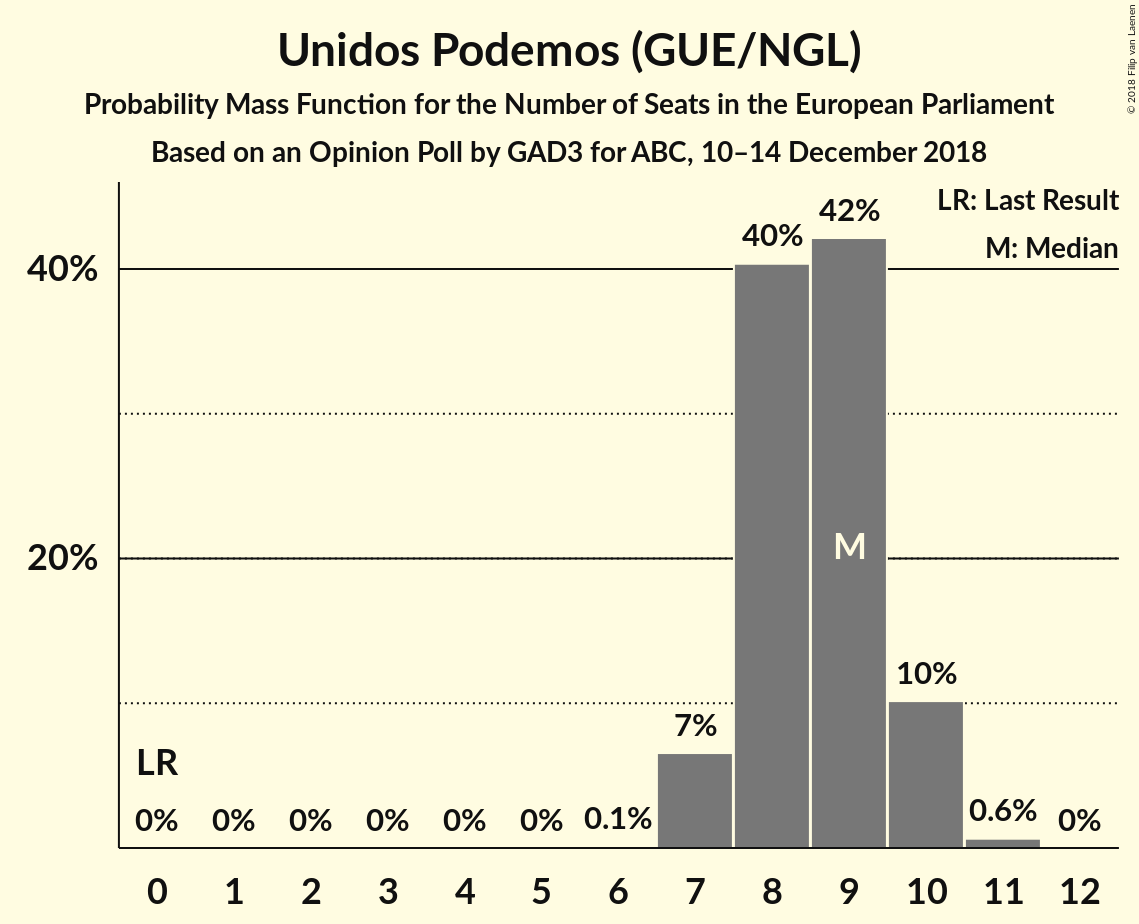 Unidos Podemos (GUE/NGL)
Probability Mass Function for the Number of Seats in the European Parliament
Based on an Opinion Poll by GAD3 for ABC, 10–14 December 2018
© 2018 Filip van Laenen
LR: Last Result
M: Median
40%
20%
LR
0%
0%
0%
0%
0%
0%
0.1%
7%
40%
42%
M
10%
0.6%
0%
0 1 2 3 4 5 6 7 8 9 10 11 12